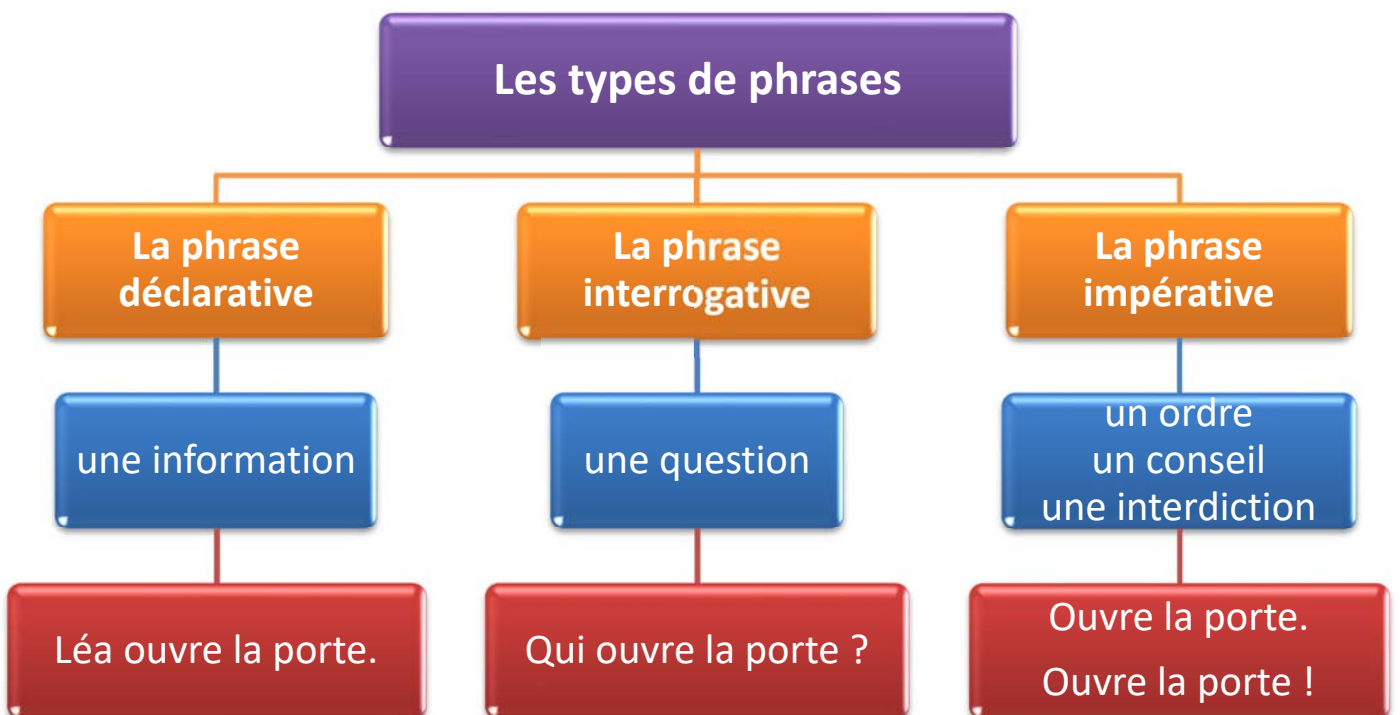 Les types de phrases
La phrase
déclarative
La phrase
interrogative
La phrase
impérative
une information
une question
un ordre
un conseil
une interdiction
Léa ouvre la porte.
Qui ouvre la porte ?
Ouvre la porte.
Ouvre la porte !